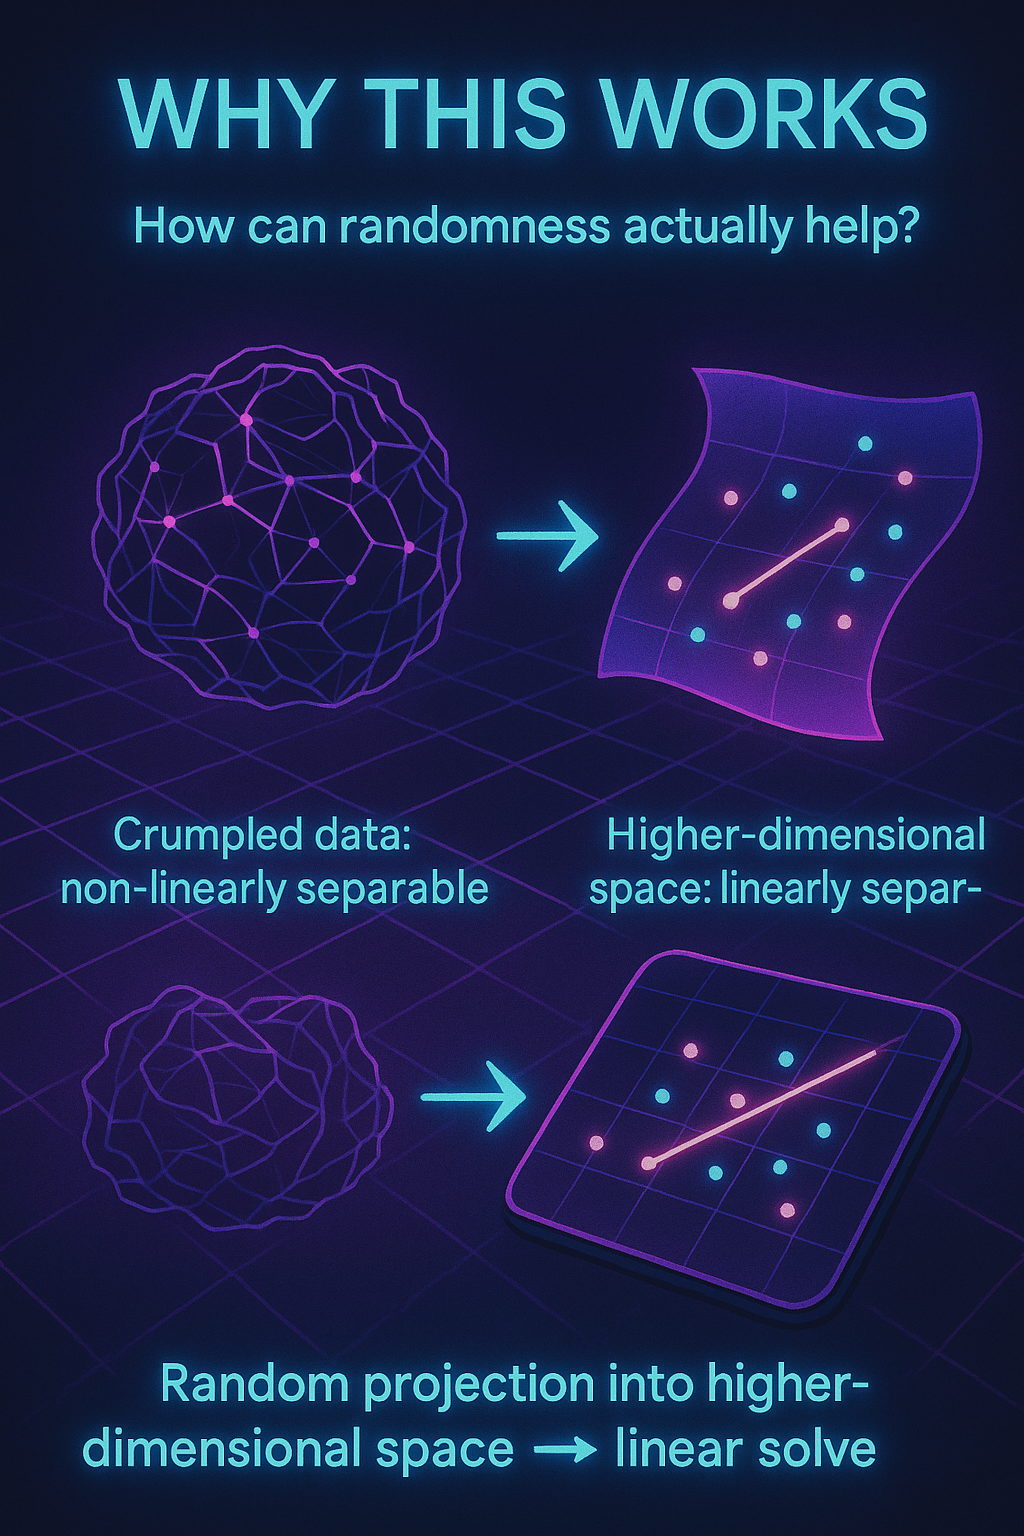 WHY THIS WORKS
How can randomness actually help?
Crumpled data:
non-linearly separable
Higher-dimensional
space: linearly separ-
Random projection into higher-
dimensional space → linear solve